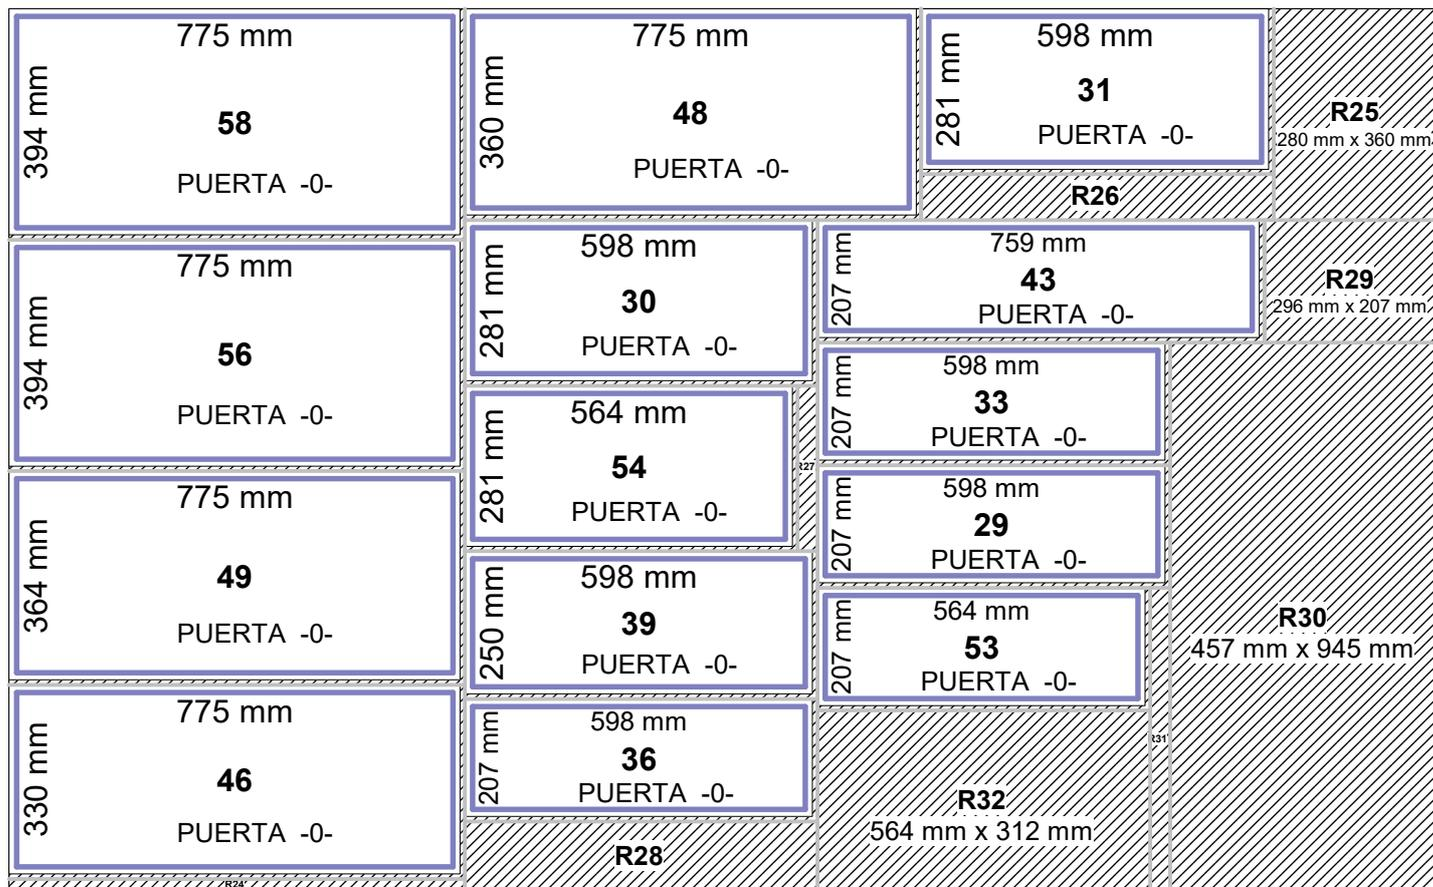 775 mm
394 mm
58
PUERTA -0-
775 mm
360 mm
48
PUERTA -0-
598 mm
281 mm
31
PUERTA -0-
R25
280 mm x 360 mm
R26
775 mm
394 mm
56
PUERTA -0-
598 mm
281 mm
30
PUERTA -0-
759 mm
207 mm
43
PUERTA -0-
R29
296 mm x 207 mm
598 mm
207 mm
33
PUERTA -0-
564 mm
281 mm
54
PUERTA -0-
R27
775 mm
364 mm
49
PUERTA -0-
598 mm
207 mm
29
PUERTA -0-
598 mm
250 mm
39
PUERTA -0-
564 mm
207 mm
53
PUERTA -0-
R30
457 mm x 945 mm
775 mm
330 mm
46
PUERTA -0-
598 mm
207 mm
36
PUERTA -0-
R31
R32
564 mm x 312 mm
R28
R24